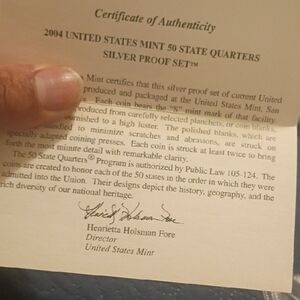 Certificate of Authenticity
2004 UNITED STATES MINT 50 STATE QUARTERS
SILVER PROOF SET™
Mint certifies that this silver proof set of current United
produced and packaged at the United States Mint, San
Each coin bears the "S" mint mark of that facility
produced from carefully selected planchets, or coin blanks,
burnished to a high luster. The polished blanks, which are
handled to minimize scratches and abrasions, are struck on
specially adapted coining presses. Each coin is struck at least twice to bring
forth the most minute detail with remarkable clarity.
The 50 State Quarters® Program is authorized by Public Law 105-124. The
coins are created to honor each of the 50 states in the order in which they were
admitted into the Union. Their designs depict the history, geography, and the
rich diversity of our national heritage.
Henrietta Holsman Fore
Henrietta Holsman Fore
Director
United States Mint